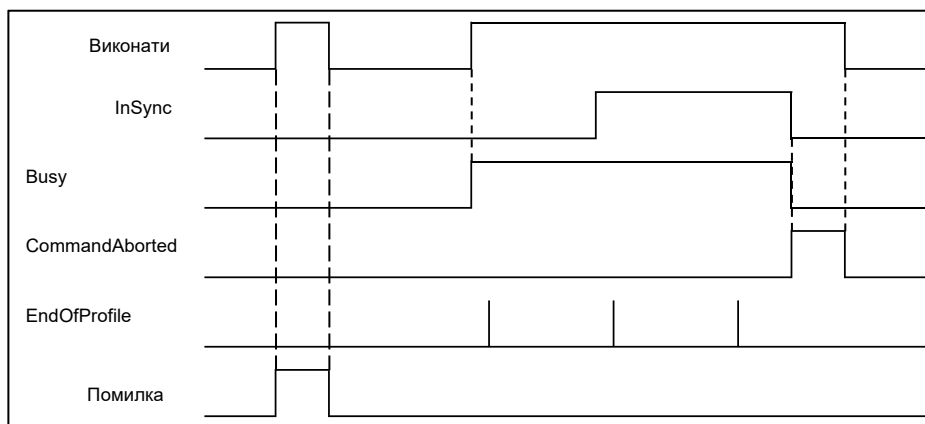 Виконати
InSync
Busy
CommandAborted
EndOfProfile
Помилка